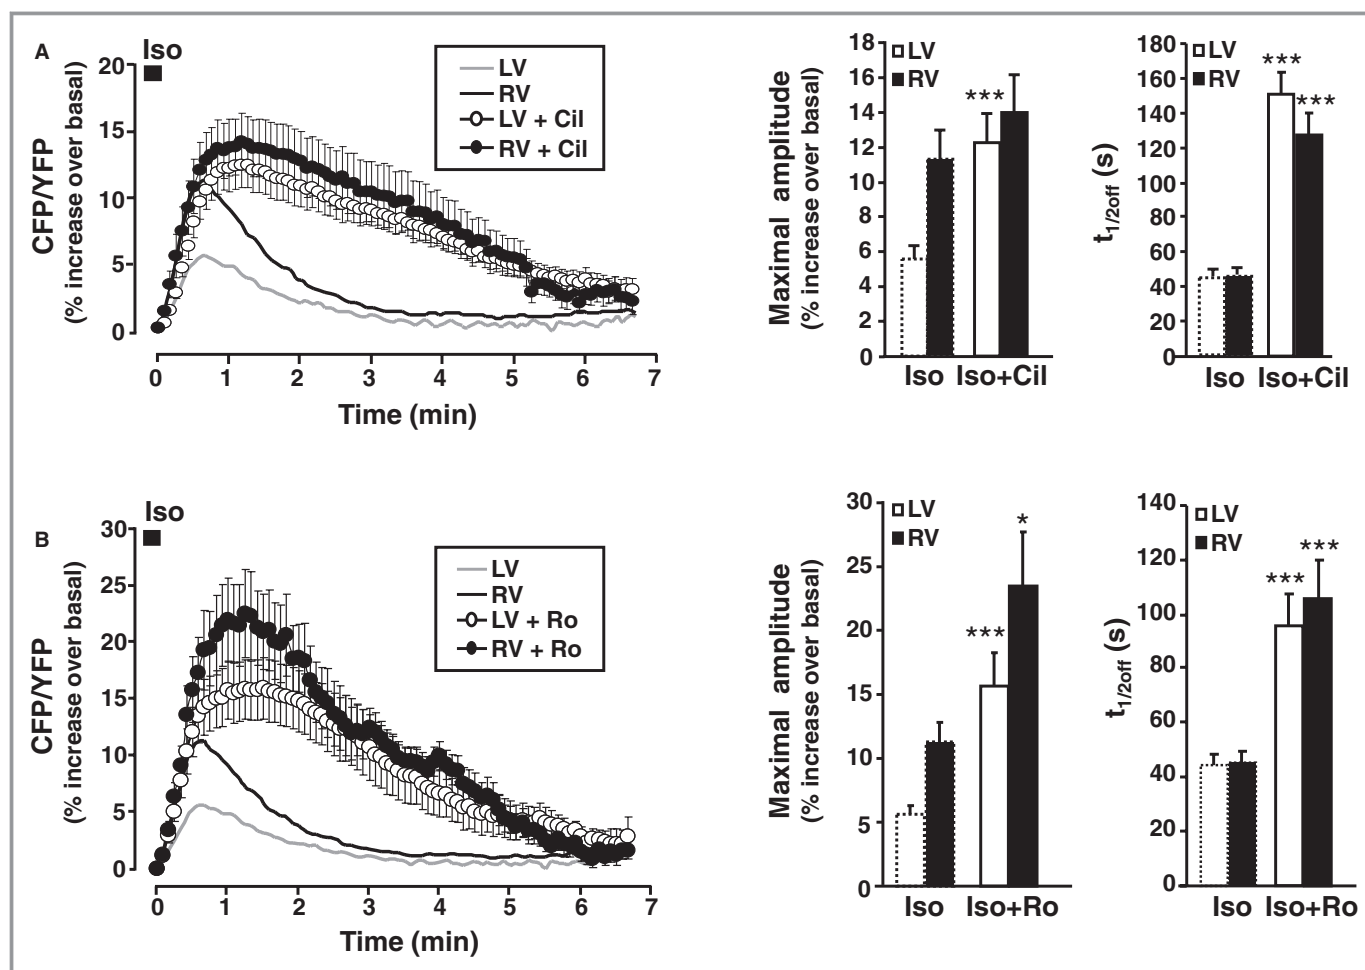 A
Iso
CFP/YFP
(% increase over basal)
20
15
10
5
0
LV
RV
LV + Cil
RV + Cil
0 1 2 3 4 5 6 7
Time (min)
Maximal amplitude
(% increase over basal)
18
16
14
12
10
8
6
4
2
0
LV
RV
***
Iso Iso+Cil
t1/2off (s)
180
160
140
120
100
80
60
40
20
0
LV
RV
***
***
Iso Iso+Cil
B
Iso
CFP/YFP
(% increase over basal)
30
25
20
15
10
5
0
LV
RV
LV + Ro
RV + Ro
0 1 2 3 4 5 6 7
Time (min)
Maximal amplitude
(% increase over basal)
30
25
20
15
10
5
0
LV
RV
*
***
Iso Iso+Ro
t1/2off (s)
140
120
100
80
60
40
20
0
LV
RV
***
***
Iso Iso+Ro